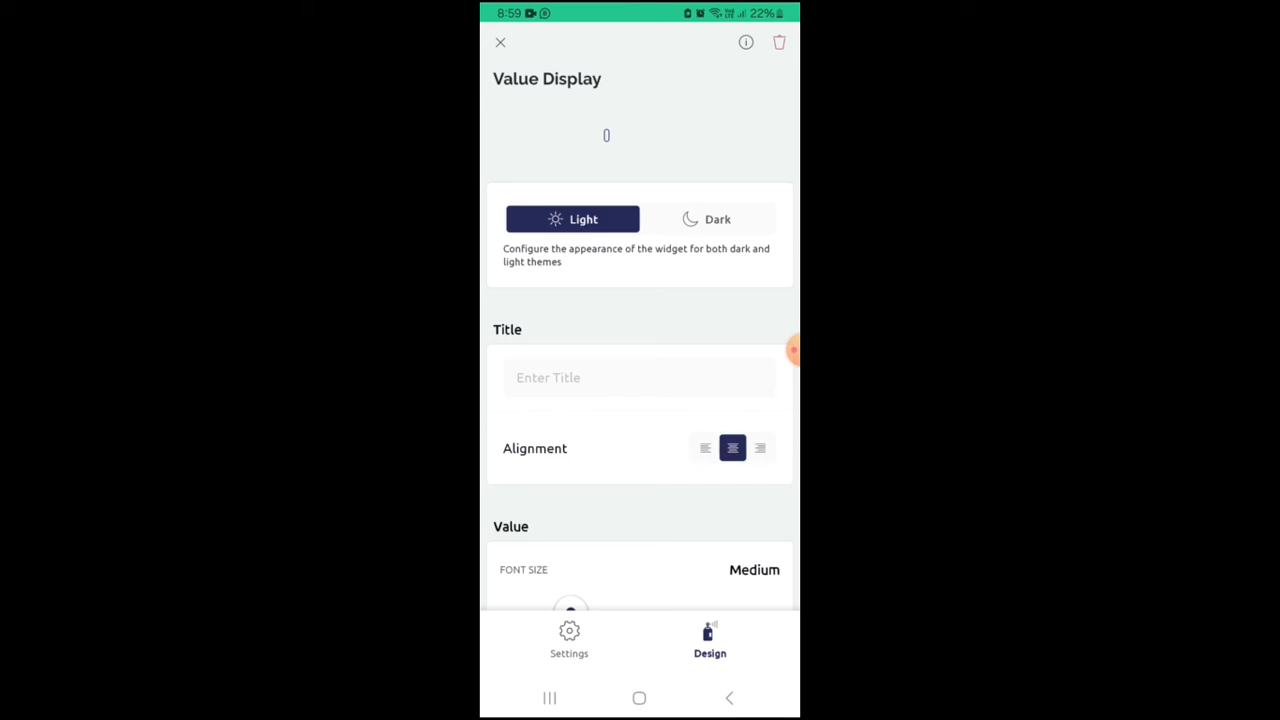 8:59 22%
Value Display
0
Light Dark
Configure the appearance of the widget for both dark and
light themes
Title
Enter Title
Alignment
Value
FONT SIZE Medium
Settings Design